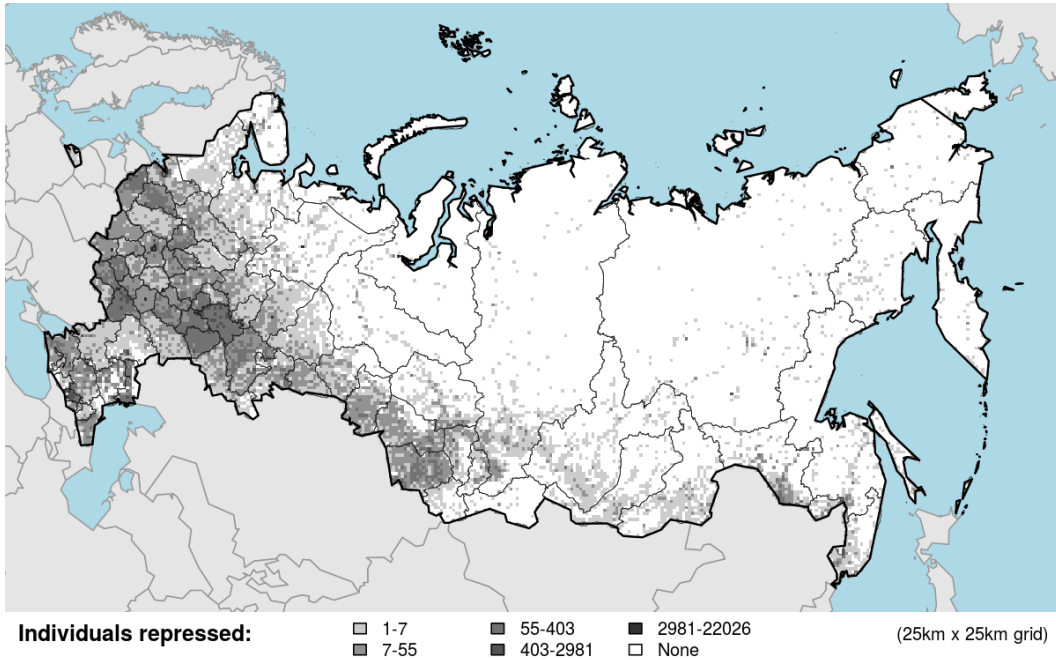 Individuals repressed:
1-7
55-403
2981-22026
7-55
403-2981
None
(25km x 25km grid)